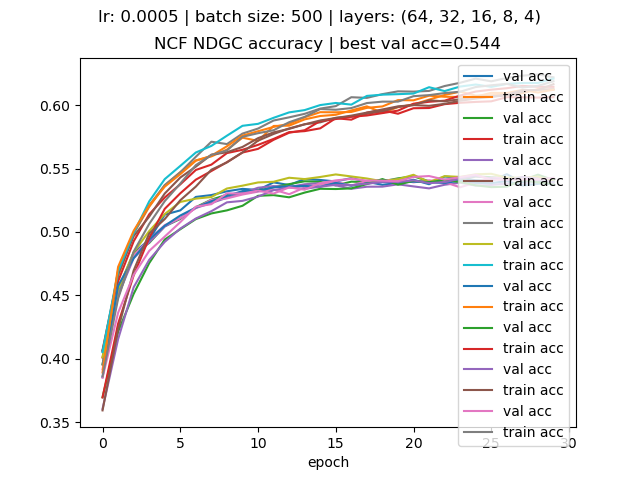 lr: 0.0005 | batch size: 500 | layers: (64, 32, 16, 8, 4)
NCF NDGC accuracy | best val acc=0.544
0.60
0.55
0.50
0.45
0.40
0.35
val acc
train acc
val acc
train acc
val acc
train acc
val acc
train acc
val acc
train acc
val acc
train acc
val acc
train acc
val acc
train acc
val acc
train acc
0 5 10 15 20 25 30
epoch